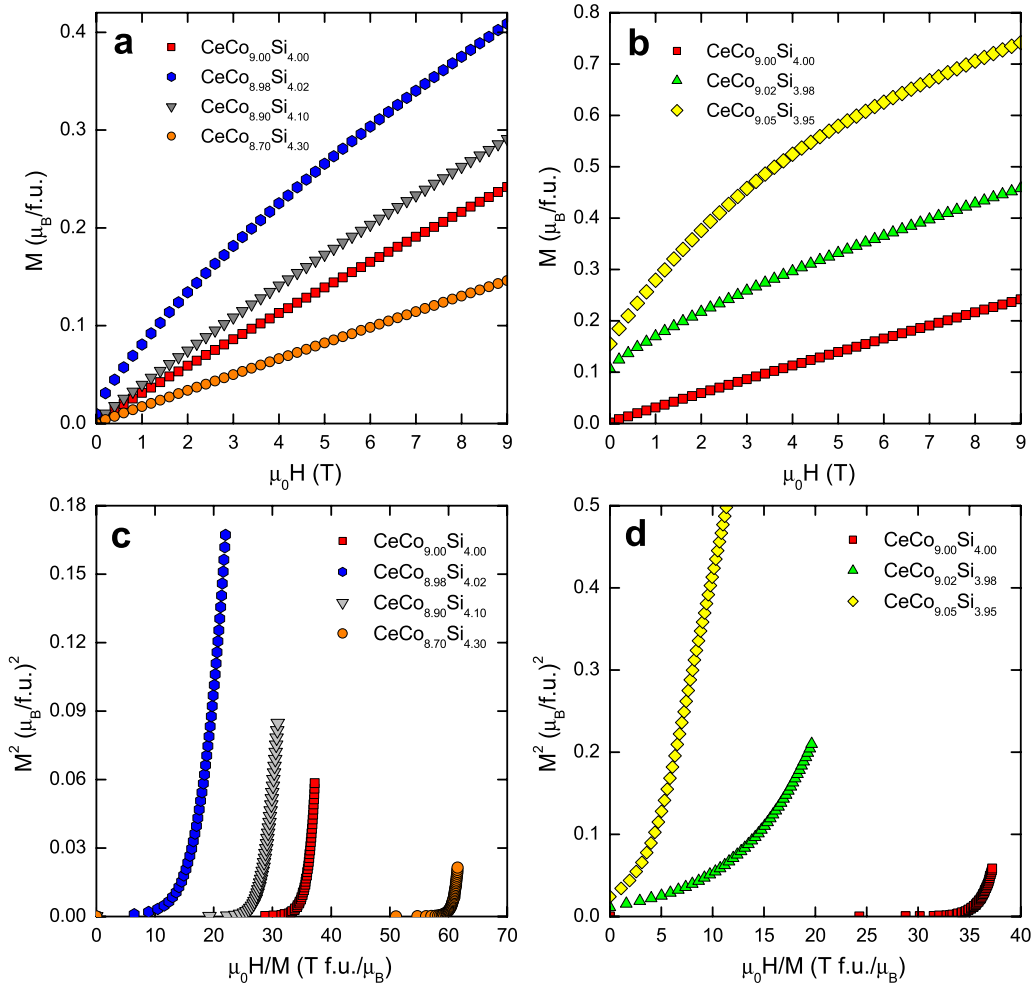 a
CeCo₉.₀₀Si₄.₀₀
CeCo₈.₉₈Si₄.₀₂
CeCo₈.₉₀Si₄.₁₀
CeCo₈.₇₀Si₄.₃₀
0.4
0.3
0.2
0.1
0.0
M (μ_B/f.u.)
0 1 2 3 4 5 6 7 8 9
μ₀H (T)
b
CeCo₉.₀₀Si₄.₀₀
CeCo₉.₀₂Si₃.₉₈
CeCo₉.₀₅Si₃.₉₅
0.8
0.7
0.6
0.5
0.4
0.3
0.2
0.1
0.0
M (μ_B/f.u.)
0 1 2 3 4 5 6 7 8 9
μ₀H (T)
c
CeCo₉.₀₀Si₄.₀₀
CeCo₈.₉₈Si₄.₀₂
CeCo₈.₉₀Si₄.₁₀
CeCo₈.₇₀Si₄.₃₀
0.18
0.15
0.12
0.09
0.06
0.03
0.00
M² (μ_B/f.u.)²
0 10 20 30 40 50 60 70
μ₀H/M (T f.u./μ_B)
d
CeCo₉.₀₀Si₄.₀₀
CeCo₉.₀₂Si₃.₉₈
CeCo₉.₀₅Si₃.₉₅
0.5
0.4
0.3
0.2
0.1
0.0
M² (μ_B/f.u.)²
0 5 10 15 20 25 30 35 40
μ₀H/M (T f.u./μ_B)